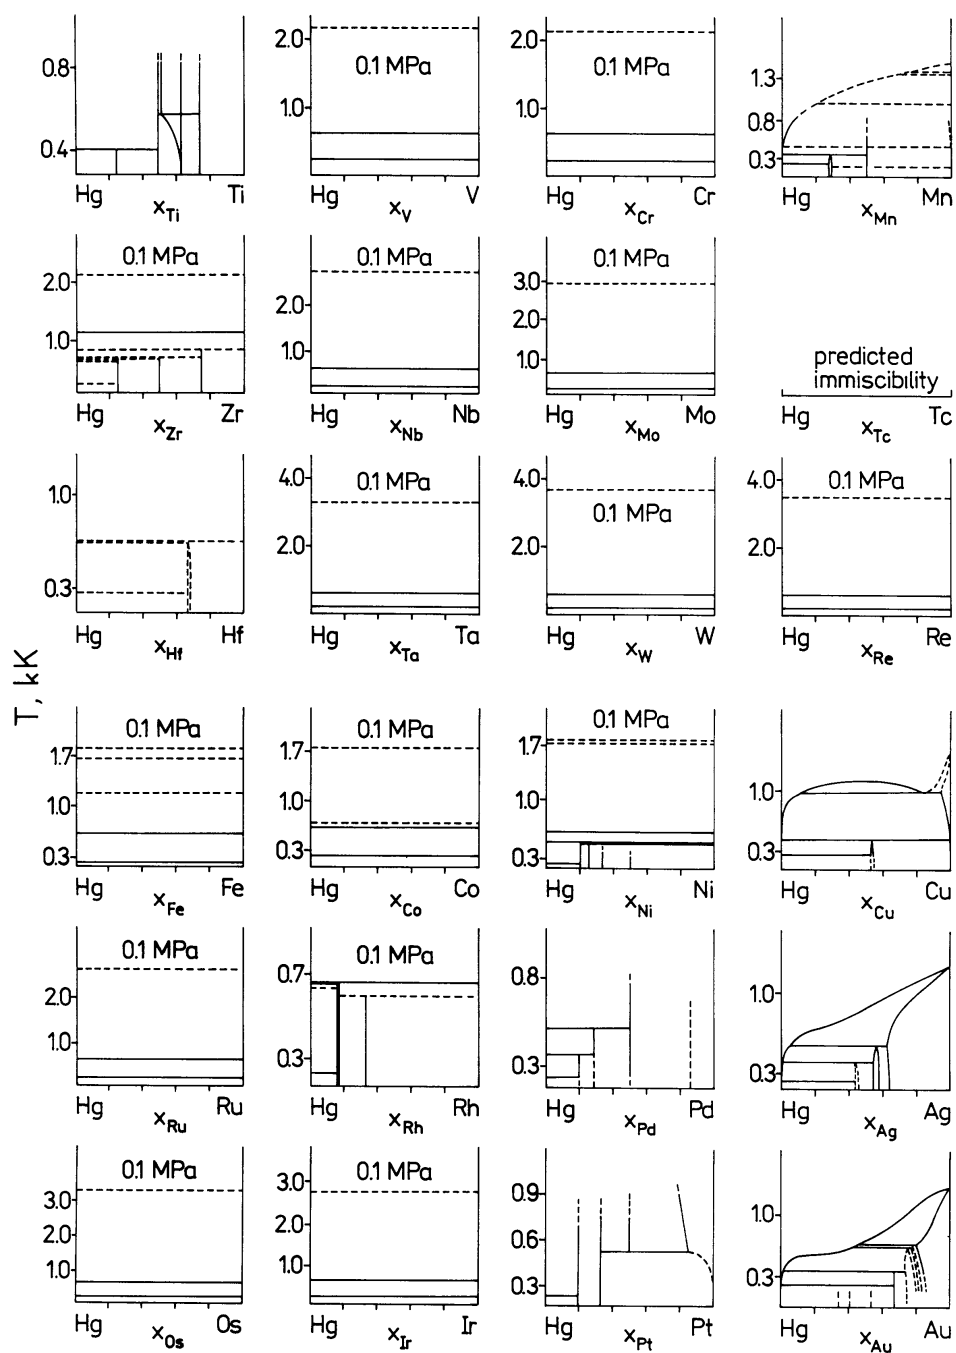 T, kK
0.8
0.4
Hg Ti
xTi
2.0
1.0
0.1 MPa
Hg V
xV
2.0
1.0
0.1 MPa
Hg Cr
xCr
1.3
0.8
0.3
Hg Mn
xMn
0.1 MPa
2.0
1.0
Hg Zr
xZr
0.1 MPa
2.0
1.0
Hg Nb
xNb
0.1 MPa
3.0
2.0
1.0
Hg Mo
xMo
predicted
immiscibility
Hg Tc
xTc
1.0
0.3
Hg Hf
xHf
4.0
0.1 MPa
2.0
Hg Ta
xTa
4.0
0.1 MPa
2.0
Hg W
xW
4.0
0.1 MPa
2.0
Hg Re
xRe
0.1 MPa
1.7
1.0
0.3
Hg Fe
xFe
0.1 MPa
1.7
1.0
0.3
Hg Co
xCo
0.1 MPa
1.7
1.0
0.3
Hg Ni
xNi
1.0
0.3
Hg Cu
xCu
0.1 MPa
2.0
1.0
Hg Ru
xRu
0.7
0.1 MPa
0.3
Hg Rh
xRh
0.8
0.3
Hg Pd
xPd
1.0
0.3
Hg Ag
xAg
0.1 MPa
3.0
2.0
1.0
Hg Os
xOs
0.1 MPa
3.0
2.0
1.0
Hg Ir
xIr
0.9
0.6
0.3
Hg Pt
xPt
1.0
0.3
Hg Au
xAu